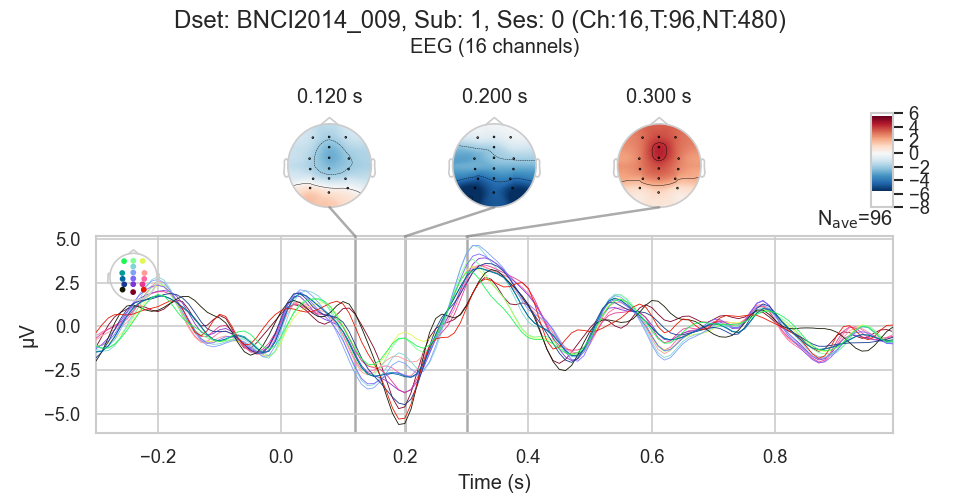 Dset: BNCI2014_009, Sub: 1, Ses: 0 (Ch:16,T:96,NT:480)
EEG (16 channels)
0.120 s
0.200 s
0.300 s
6
4
2
0
−2
−4
−6
−8
Nave=96
5.0
2.5
0.0
−2.5
−5.0
µV
−0.2
0.0
0.2
0.4
0.6
0.8
Time (s)